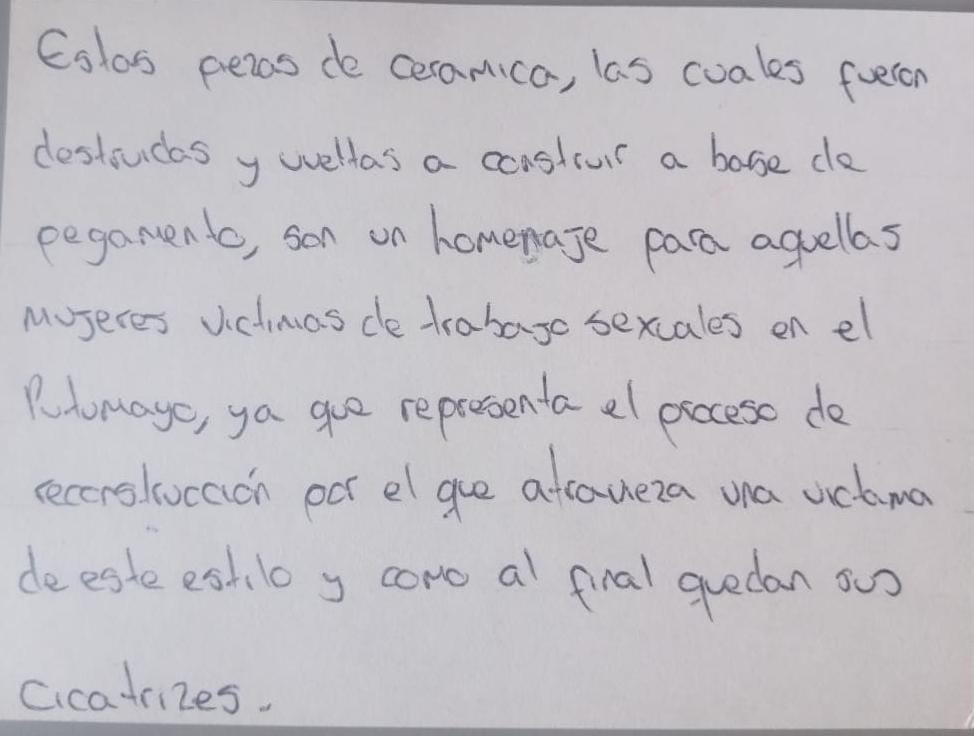 Estas piezas de ceramica, las cuales fueron
destruidas y vueltas a construir a base de
pegamento, son un homenaje para aquellas
mujeres victimas de trabajo sexuales en el
Putumayo, ya que representa el proceso de
reconstrucción por el que atravieza una victima
de este estilo y como al final quedan sus
cicatrizes.